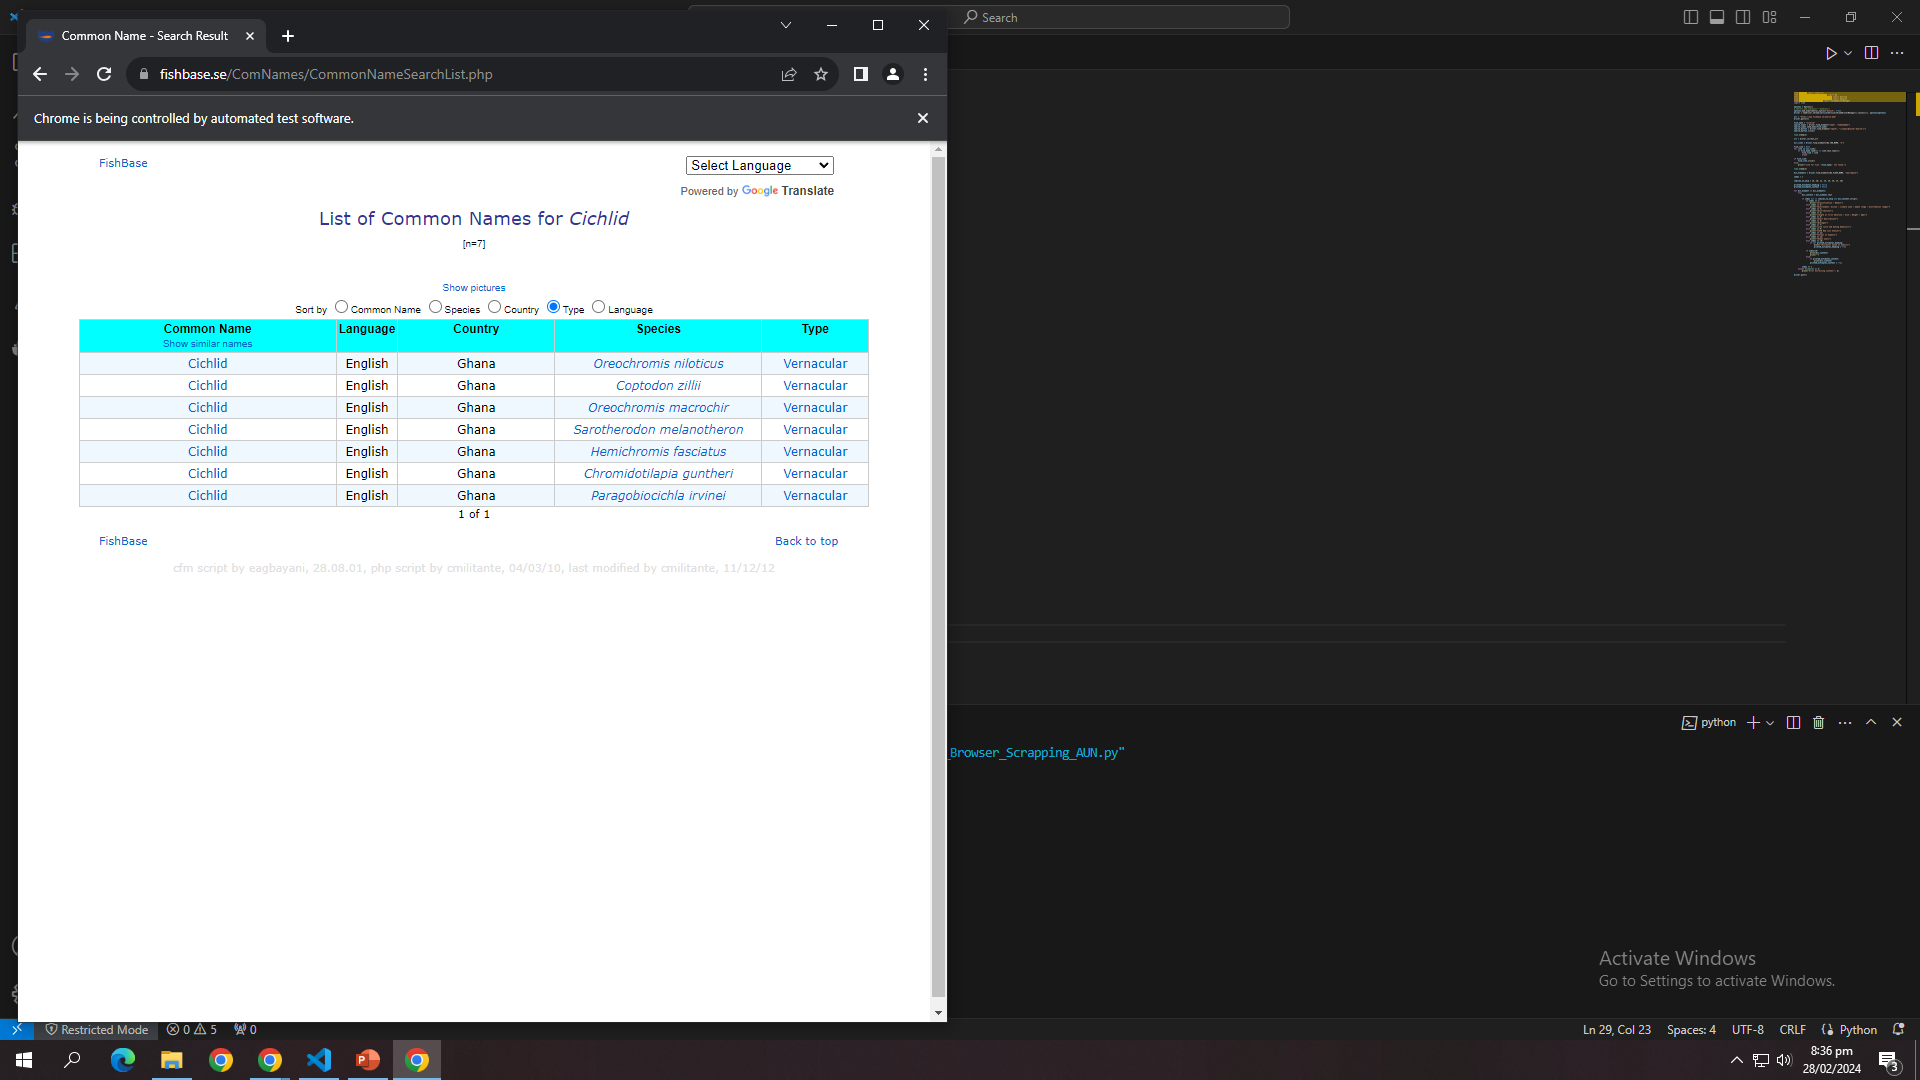 Search
Common Name - Search Result
fishbase.se/ComNames/CommonNameSearchList.php
Chrome is being controlled by automated test software.
FishBase
Select Language
Powered by Google Translate
List of Common Names for Cichlid
[n=7]
Show pictures
Sort by Common Name Species Country Type Language
Common Name Language Country Species Type
Show similar names
Cichlid English Ghana Oreochromis niloticus Vernacular
Cichlid English Ghana Coptodon zillii Vernacular
Cichlid English Ghana Oreochromis macrochir Vernacular
Cichlid English Ghana Sarotherodon melanotheron Vernacular
Cichlid English Ghana Hemichromis fasciatus Vernacular
Cichlid English Ghana Chromidotilapia guntheri Vernacular
Cichlid English Ghana Paragobiocichla irvinei Vernacular
1 of 1
FishBase Back to top
cfm script by eagbayani, 28.08.01, php script by cmilitante, 04/03/10, last modified by cmilitante, 11/12/12
python
_Browser_Scrapping_AUN.py"
Activate Windows
Go to Settings to activate Windows.
Restricted Mode 0 5 0 Ln 29, Col 23 Spaces: 4 UTF-8 CRLF Python
8:36 pm
28/02/2024
3